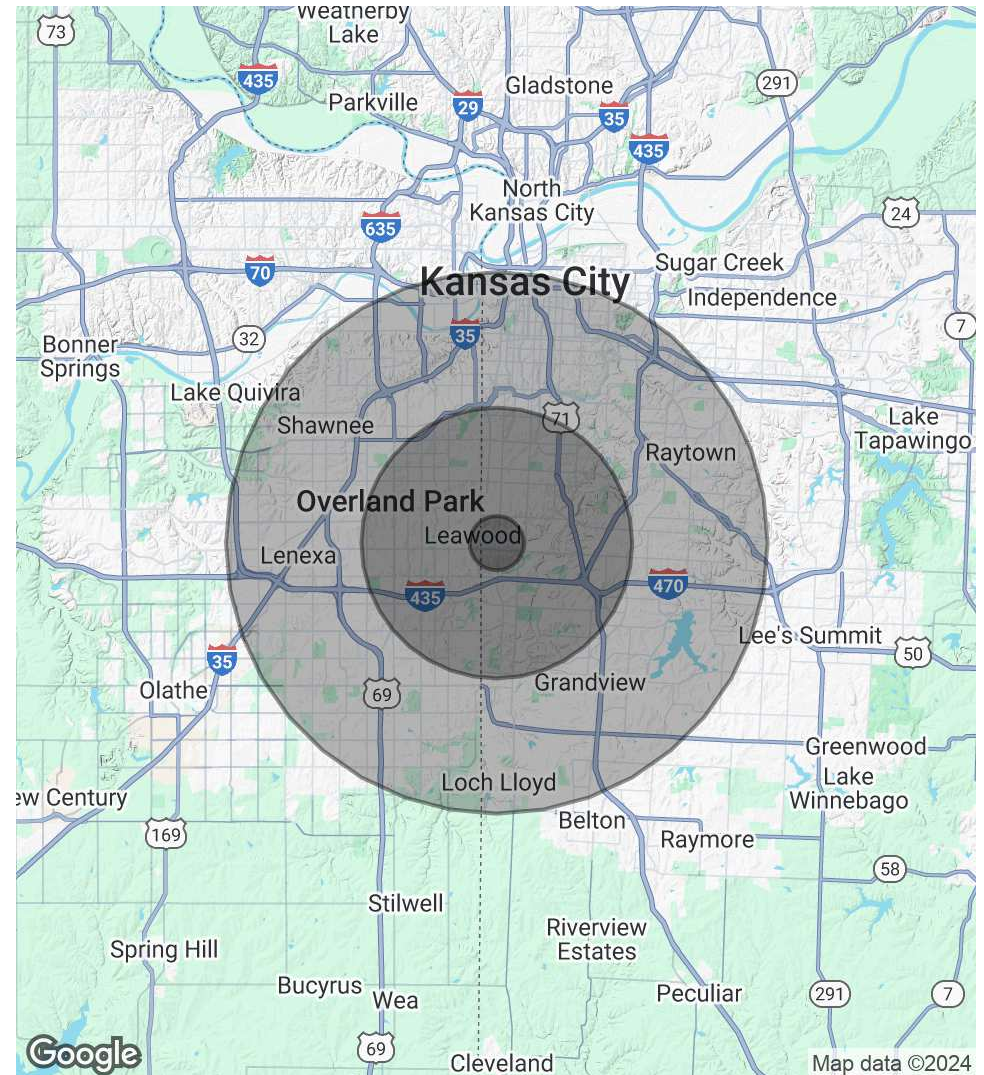 Weatherby
Lake
73
435
Parkville
29
Gladstone
35
291
435
North
Kansas City
635
24
70
Sugar Creek
Kansas City
Independence
7
35
32
Bonner
Springs
Lake Quivira
Shawnee
71
Lake
Tapawingo
Raytown
Overland Park
Leawood
Lenexa
435
470
Lee's Summit
50
35
Olathe
69
Grandview
Greenwood
Loch Lloyd
Lake
Winnebago
ew Century
Belton
169
Raymore
58
Stilwell
Riverview
Estates
Spring Hill
Bucyrus
Wea
Peculiar
291
7
69
Google
Cleveland
Map data ©2024